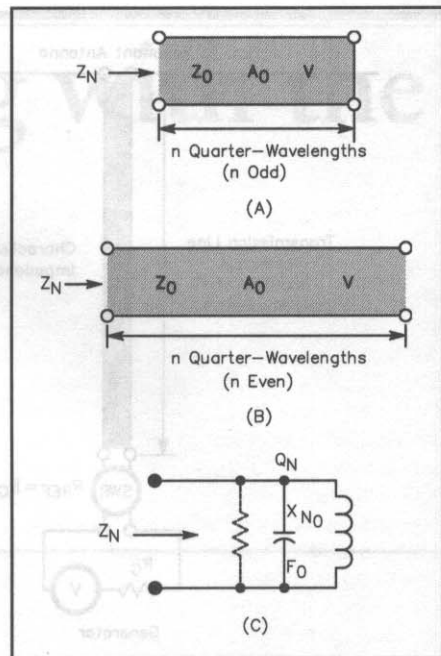 Z_N Z_0 A_0 V
n Quarter-Wavelengths
(n Odd)
(A)
Z_N Z_0 A_0 V
n Quarter-Wavelengths
(n Even)
(B)
Q_N
X_N0
Z_N
F_0
(C)